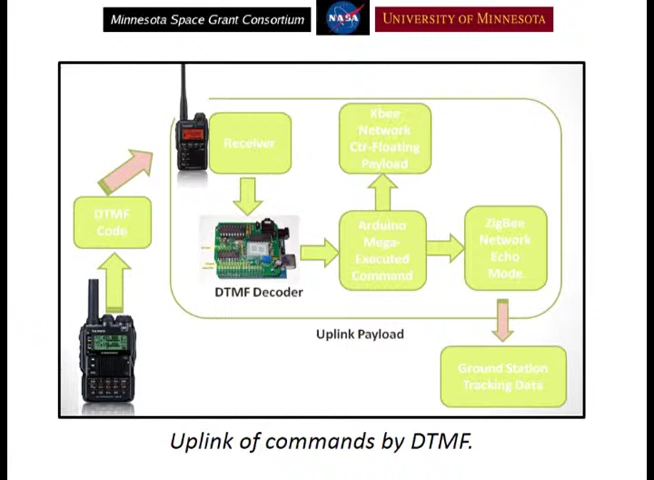 Minnesota Space Grant Consortium
NASA
UNIVERSITY OF MINNESOTA
Receiver
Xbee
Network
Ctr-Floating
Payload
DTMF
Code
Arduino
Mega-
Executed
Command
ZigBee
Network
Echo
Mode
DTMF Decoder
Uplink Payload
Ground Station
Tracking Data
Uplink of commands by DTMF.